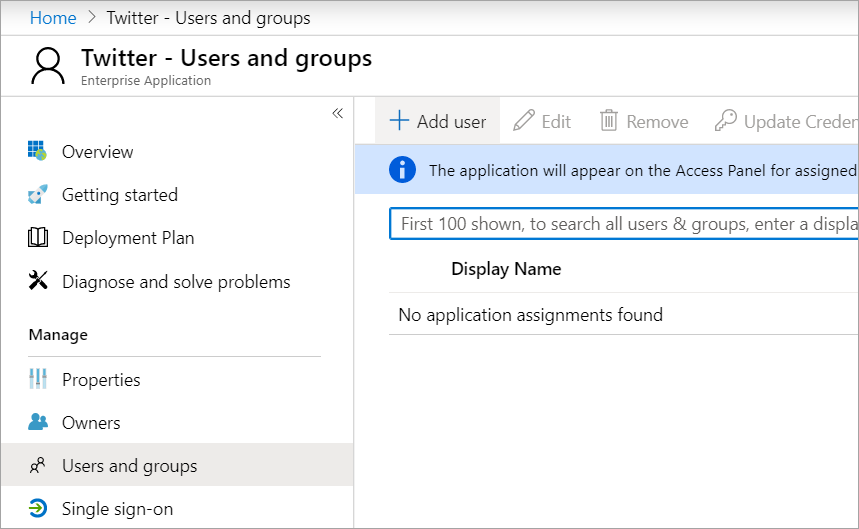 Home > Twitter - Users and groups
Twitter - Users and groups
Enterprise Application
«
Overview
Getting started
Deployment Plan
Diagnose and solve problems
Manage
Properties
Owners
Users and groups
Single sign-on
+ Add user Edit Remove Update Creder
The application will appear on the Access Panel for assigned
First 100 shown, to search all users & groups, enter a displa
Display Name
No application assignments found